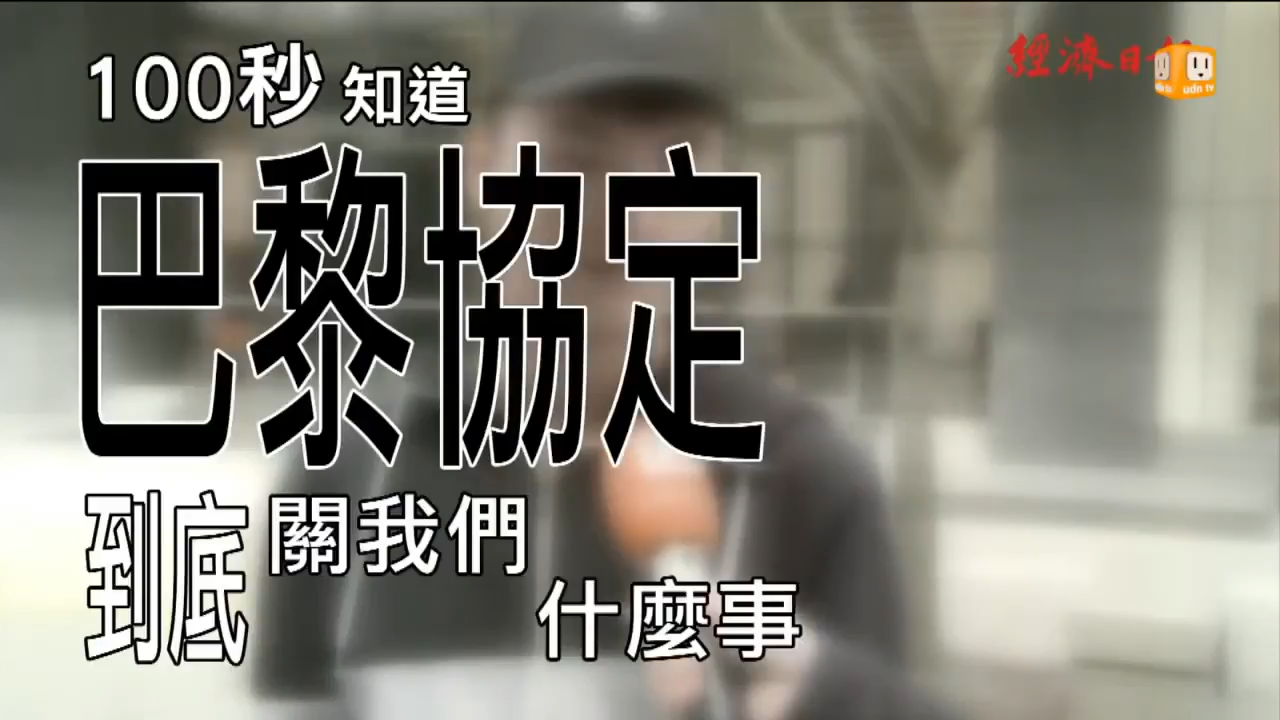 100秒 知道
巴黎協定
到底 關我們
什麼事
經濟日
udn tv